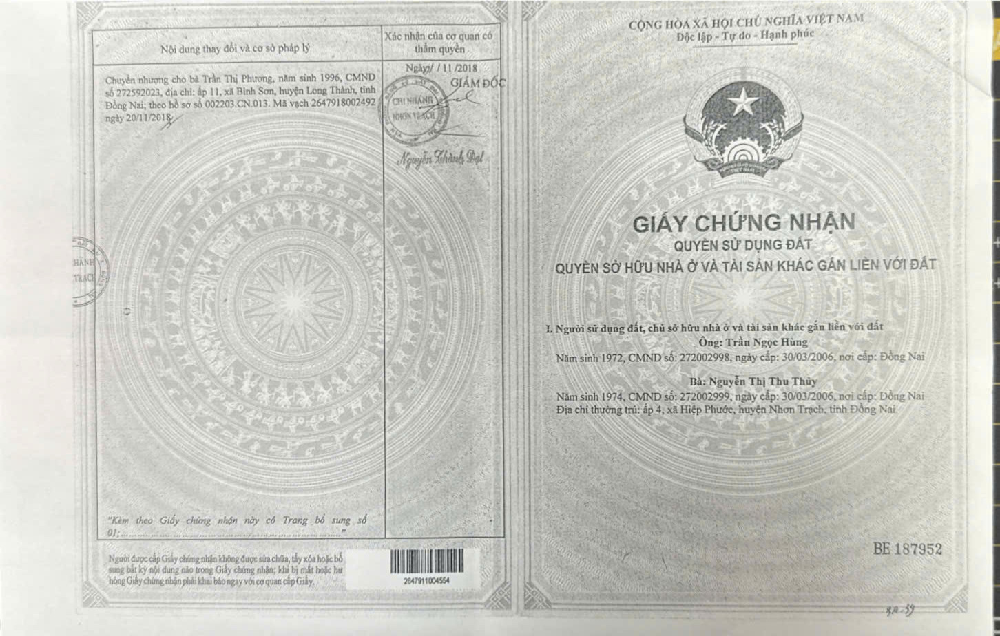 Nội dung thay đổi và cơ sở pháp lý
Xác nhận của cơ quan có
thẩm quyền
Chuyển nhượng cho bà Trần Thị Phương, năm sinh 1996, CMND
số 272592023, địa chỉ: ấp 11, xã Bình Sơn, huyện Long Thành, tỉnh
Đồng Nai; theo hồ sơ số 002203.CN.013. Mã vạch 2647918002492
ngày 20/11/2018
Ngày / 11 /2018
GIÁM ĐỐC
CHI NHÁNH
NHƠN TRẠCH
Nguyễn Thành Đạt
HÁNH
TRẠCH
"Kèm theo Giấy chứng nhận này có Trang bổ sung số
01;....................................................................."
Người được cấp Giấy chứng nhận không được sửa chữa, tẩy xóa hoặc bổ
sung bất kỳ nội dung nào trong Giấy chứng nhận; khi bị mất hoặc hư
hỏng Giấy chứng nhận phải khai báo ngay với cơ quan cấp Giấy.
2647911004554
CỘNG HÒA XÃ HỘI CHỦ NGHĨA VIỆT NAM
Độc lập - Tự do - Hạnh phúc
VIỆT NAM
GIẤY CHỨNG NHẬN
QUYỀN SỬ DỤNG ĐẤT
QUYỀN SỞ HỮU NHÀ Ở VÀ TÀI SẢN KHÁC GẮN LIỀN VỚI ĐẤT
I. Người sử dụng đất, chủ sở hữu nhà ở và tài sản khác gắn liền với đất
Ông: Trần Ngọc Hùng
Năm sinh 1972, CMND số: 272002998, ngày cấp: 30/03/2006, nơi cấp: Đồng Nai
Bà: Nguyễn Thị Thu Thủy
Năm sinh 1974, CMND số: 272002999, ngày cấp: 30/03/2006, nơi cấp: Đồng Nai
Địa chỉ thường trú: ấp 4, xã Hiệp Phước, huyện Nhơn Trạch, tỉnh Đồng Nai
BE 187952